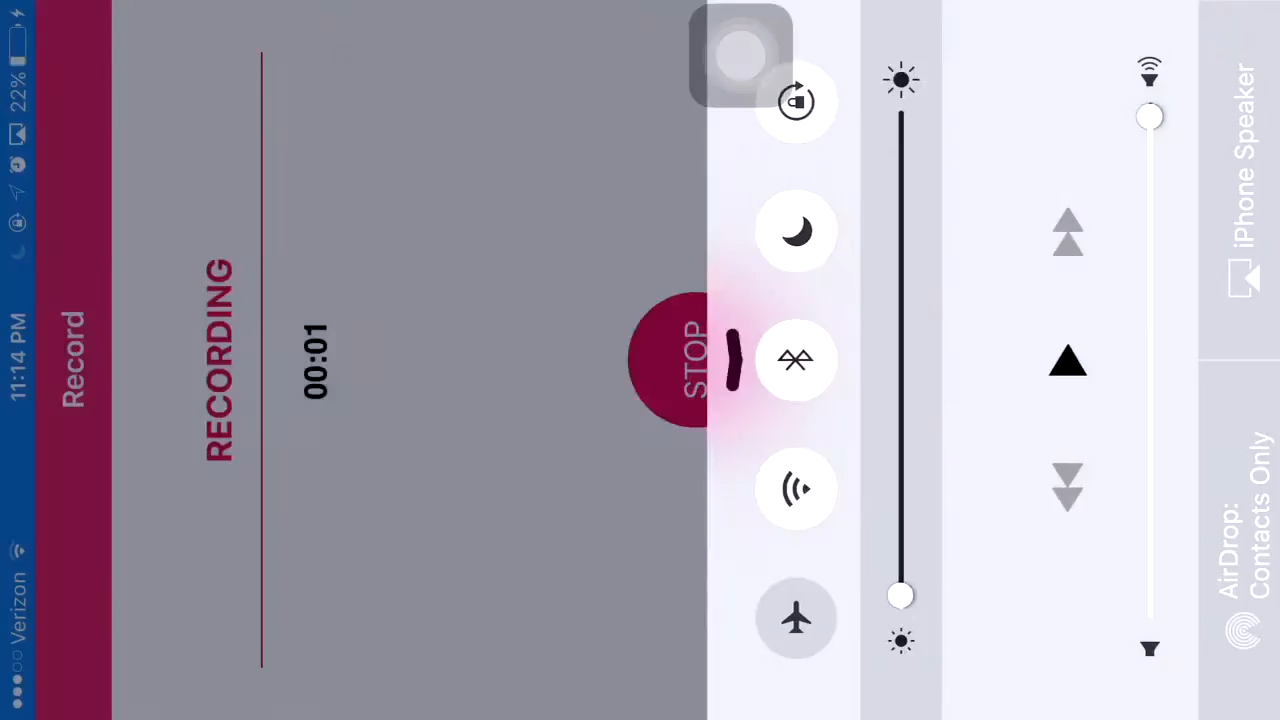 Verizon 11:14 PM 22%
Record
RECORDING
00:01
STOP
AirDrop:
Contacts Only
iPhone Speaker